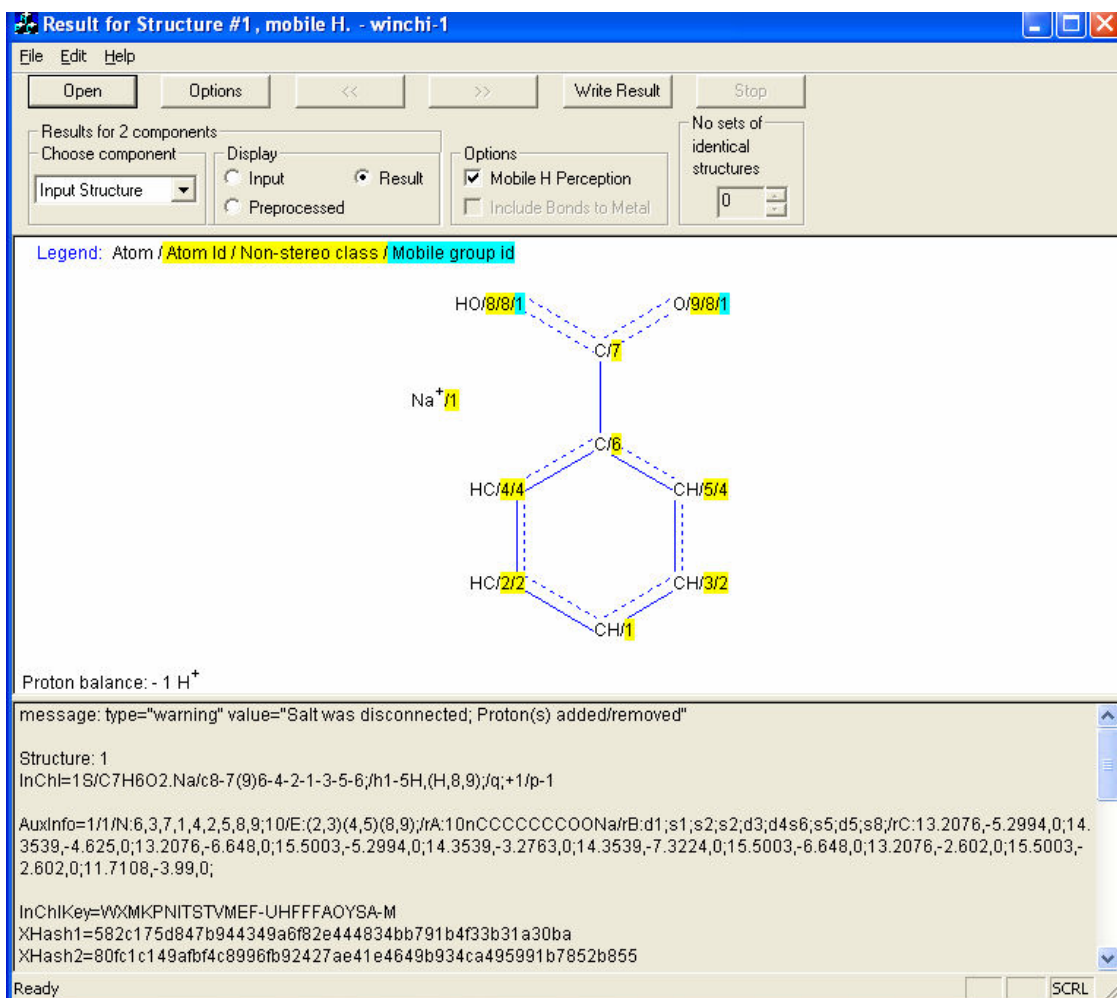 Result for Structure #1 , mobile H. - winchi-1
File Edit Help
Open Options << >> Write Result Stop
Results for 2 components
Choose component
Input Structure
Display
Input Result
Preprocessed
Options
Mobile H Perception
Include Bonds to Metal
No sets of
identical
structures
0
Legend: Atom / Atom Id / Non-stereo class / Mobile group id
HO/8/8/1 O/9/8/1
C/7
Na+/1
C/6
HC/4/4 CH/5/4
HC/2/2 CH/3/2
CH/1
Proton balance: - 1 H+
message: type="warning" value="Salt was disconnected; Proton(s) added/removed"
Structure: 1
InChI=1S/C7H6O2.Na/c8-7(9)6-4-2-1-3-5-6;/h1-5H,(H,8,9);/q;+1/p-1
AuxInfo=1/1/N:6,3,7,1,4,2,5,8,9;10/E:(2,3)(4,5)(8,9);/rA:10nCCCCCCCOONa/rB:d1;s1;s2;s2;d3;d4s6;s5;d5;s8;/rC:13.2076,-5.2994,0;14.
3539,-4.625,0;13.2076,-6.648,0;15.5003,-5.2994,0;14.3539,-3.2763,0;14.3539,-7.3224,0;15.5003,-6.648,0;13.2076,-2.602,0;15.5003,-
2.602,0;11.7108,-3.99,0;
InChIKey=WXMKPNITSTVMEF-UHFFFAOYSA-M
XHash1=582c175d847b944349a6f82e444834bb791b4f33b31a30ba
XHash2=80fc1c149afbf4c8996fb92427ae41e4649b934ca495991b7852b855
Ready SCRL